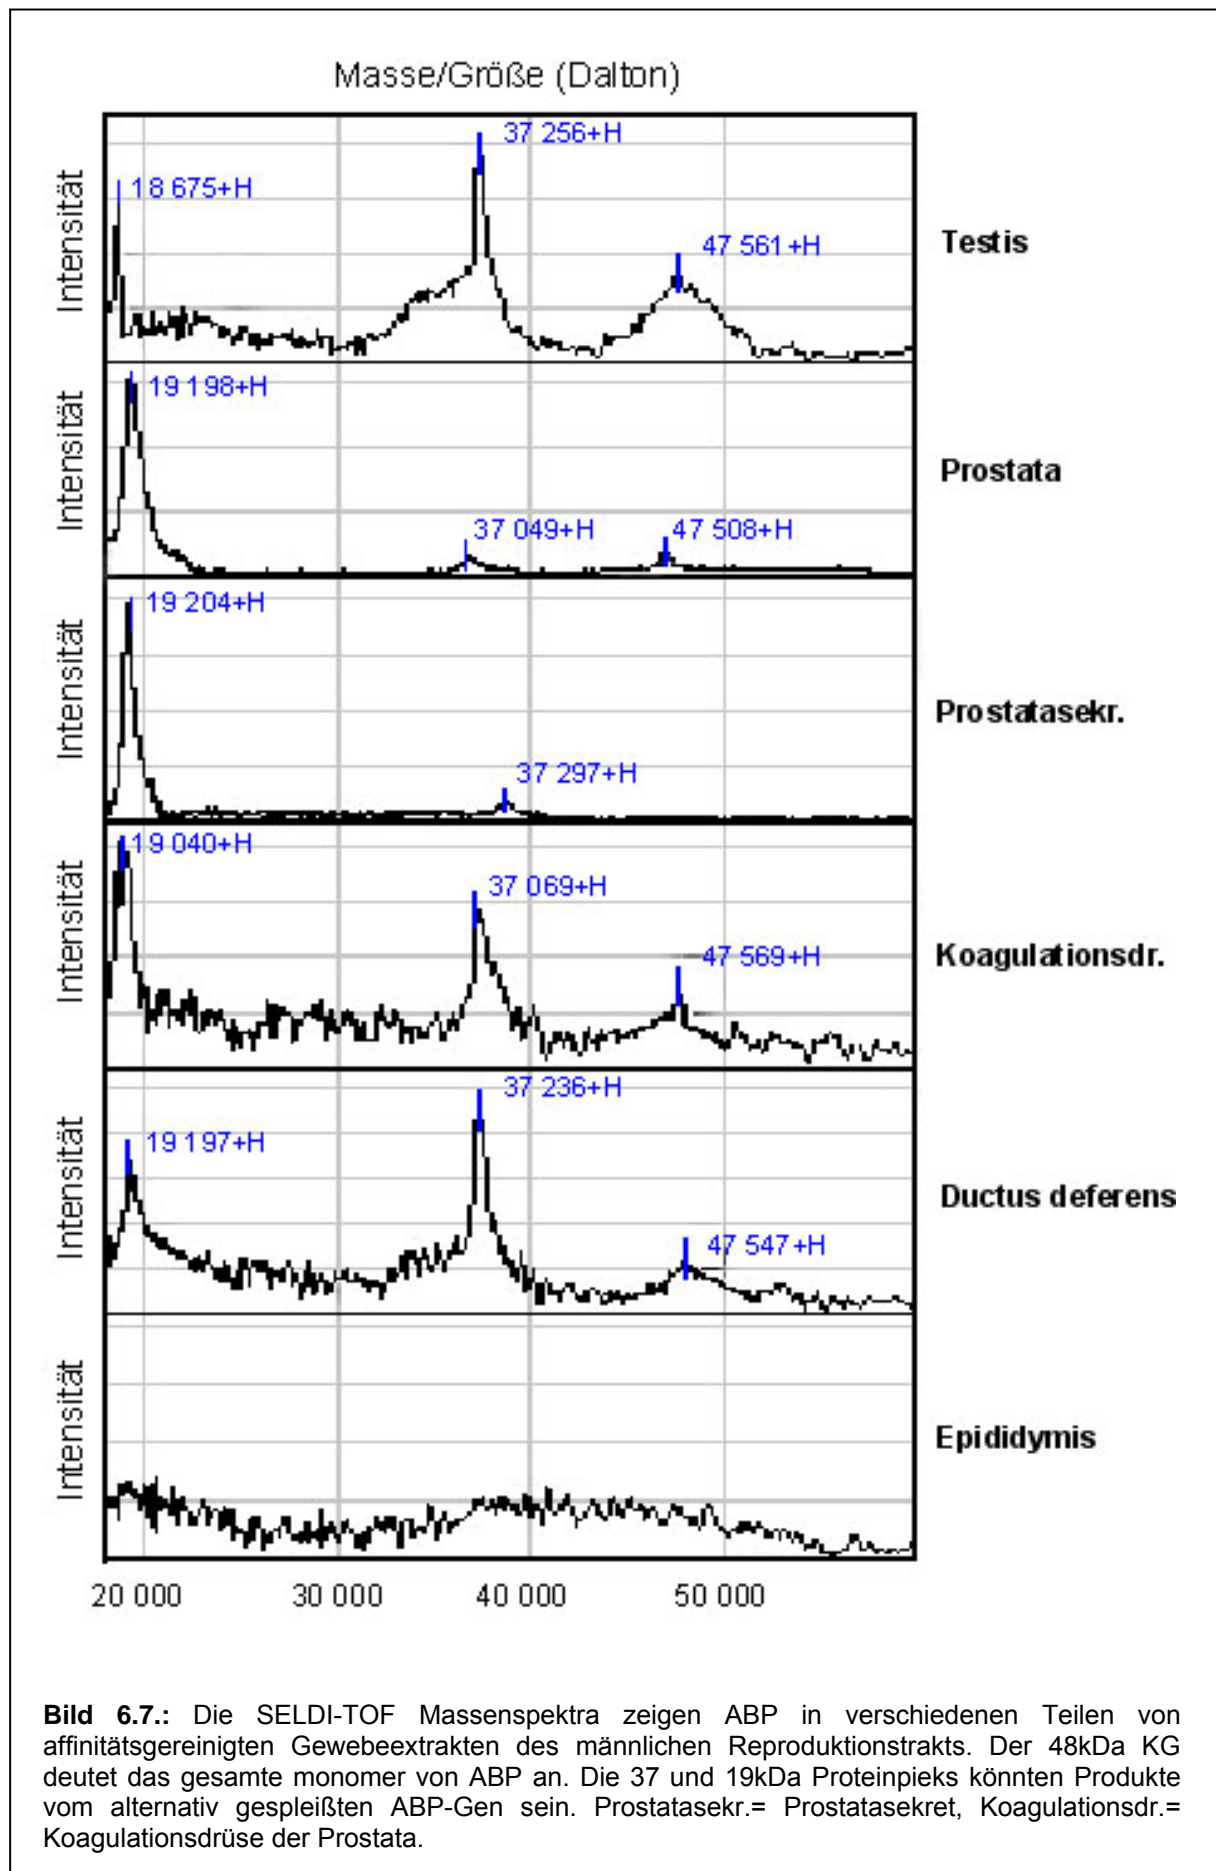 Masse/Größe (Dalton)
Intensität
18 675+H
37 256+H
47 561+H
Testis
Intensität
19 198+H
37 049+H
47 508+H
Prostata
Intensität
19 204+H
37 297+H
Prostatasekr.
Intensität
19 040+H
37 069+H
47 569+H
Koagulationsdr.
Intensität
19 197+H
37 236+H
47 547+H
Ductus deferens
Intensität
Epididymis
20 000 30 000 40 000 50 000
Bild 6.7.: Die SELDI-TOF Massenspektra zeigen ABP in verschiedenen Teilen von
affinitätsgereinigten Gewebeextrakten des männlichen Reproduktionstrakts. Der 48kDa KG
deutet das gesamte monomer von ABP an. Die 37 und 19kDa Proteinpieks könnten Produkte
vom alternativ gespleißten ABP-Gen sein. Prostatasekr.= Prostatasekret, Koagulationsdr.=
Koagulationsdrüse der Prostata.